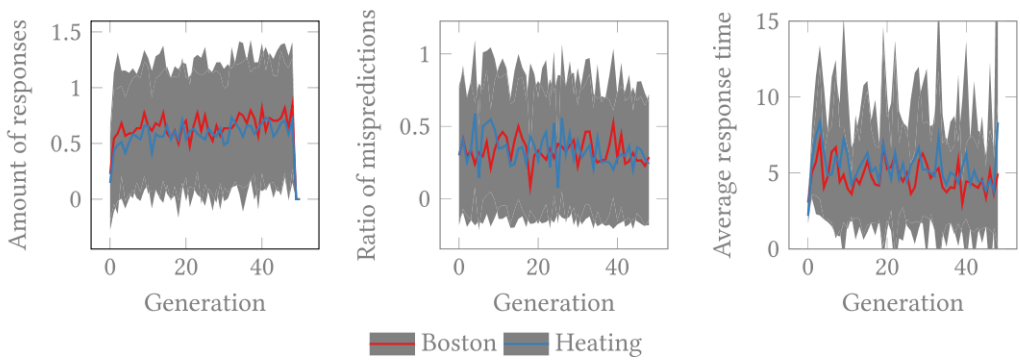 Amount of responses
1.5
1
0.5
0
0
20
40
Generation
Ratio of mispredictions
1
0.5
0
0
20
40
Generation
Average response time
15
10
5
0
0
20
40
Generation
Boston Heating